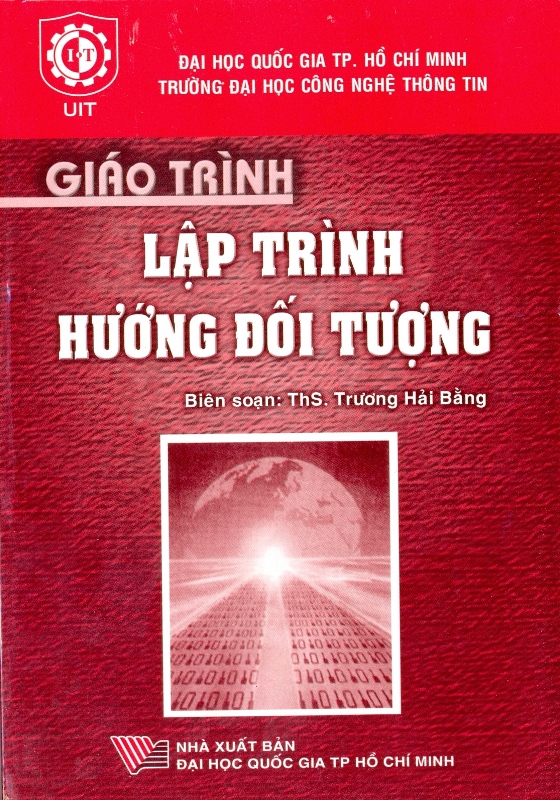 I·T
UIT
ĐẠI HỌC QUỐC GIA TP. HỒ CHÍ MINH
TRƯỜNG ĐẠI HỌC CÔNG NGHỆ THÔNG TIN
GIÁO TRÌNH
LẬP TRÌNH
HƯỚNG ĐỐI TƯỢNG
Biên soạn: ThS. Trương Hải Bằng
NHÀ XUẤT BẢN
ĐẠI HỌC QUỐC GIA TP HỒ CHÍ MINH